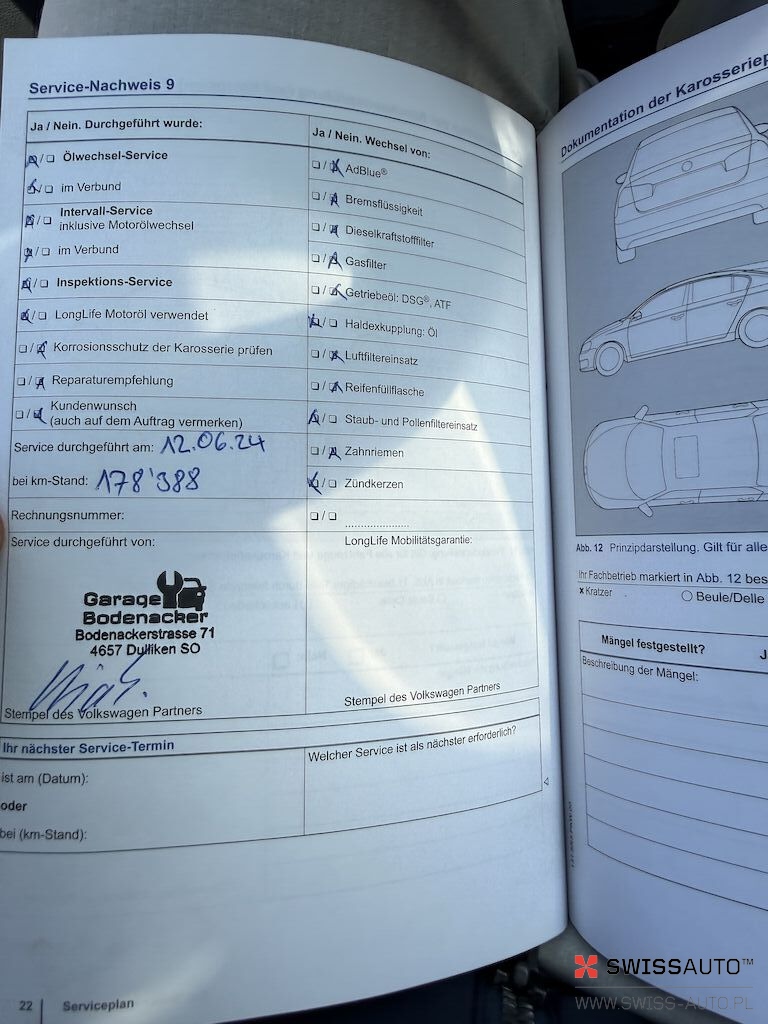 Service-Nachweis 9
Ja / Nein. Durchgeführt wurde:
Ölwechsel-Service
im Verbund
Intervall-Service
inklusive Motorölwechsel
im Verbund
Inspektions-Service
LongLife Motoröl verwendet
Korrosionsschutz der Karosserie prüfen
Reparaturempfehlung
Kundenwunsch
(auch auf dem Auftrag vermerken)
Service durchgeführt am: 12.06.24
bei km-Stand: 178'388
Rechnungsnummer:
Service durchgeführt von:
Garage
Bodenacker
Bodenackerstrasse 71
4657 Dulliken SO
Stempel des Volkswagen Partners
Ja / Nein. Wechsel von:
AdBlue®
Bremsflüssigkeit
Dieselkraftstofffilter
Gasfilter
Getriebeöl: DSG®, ATF
Haldexkupplung: Öl
Luftfiltereinsatz
Reifenfüllflasche
Staub- und Pollenfiltereinsatz
Zahnriemen
Zündkerzen
LongLife Mobilitätsgarantie:
Stempel des Volkswagen Partners
Ihr nächster Service-Termin
ist am (Datum):
oder
bei (km-Stand):
Welcher Service ist als nächster erforderlich?
22 Serviceplan
Dokumentation der
Abb. 12 Prinzipdarstellung. Gilt für alle
Ihr Fachbetrieb markiert in Abb. 12
x Kratzer
Beule/Delle
Mängel festgestellt?
Beschreibung der Mängel:
SWISSAUTO™
WWW.SWISS-AUTO.PL